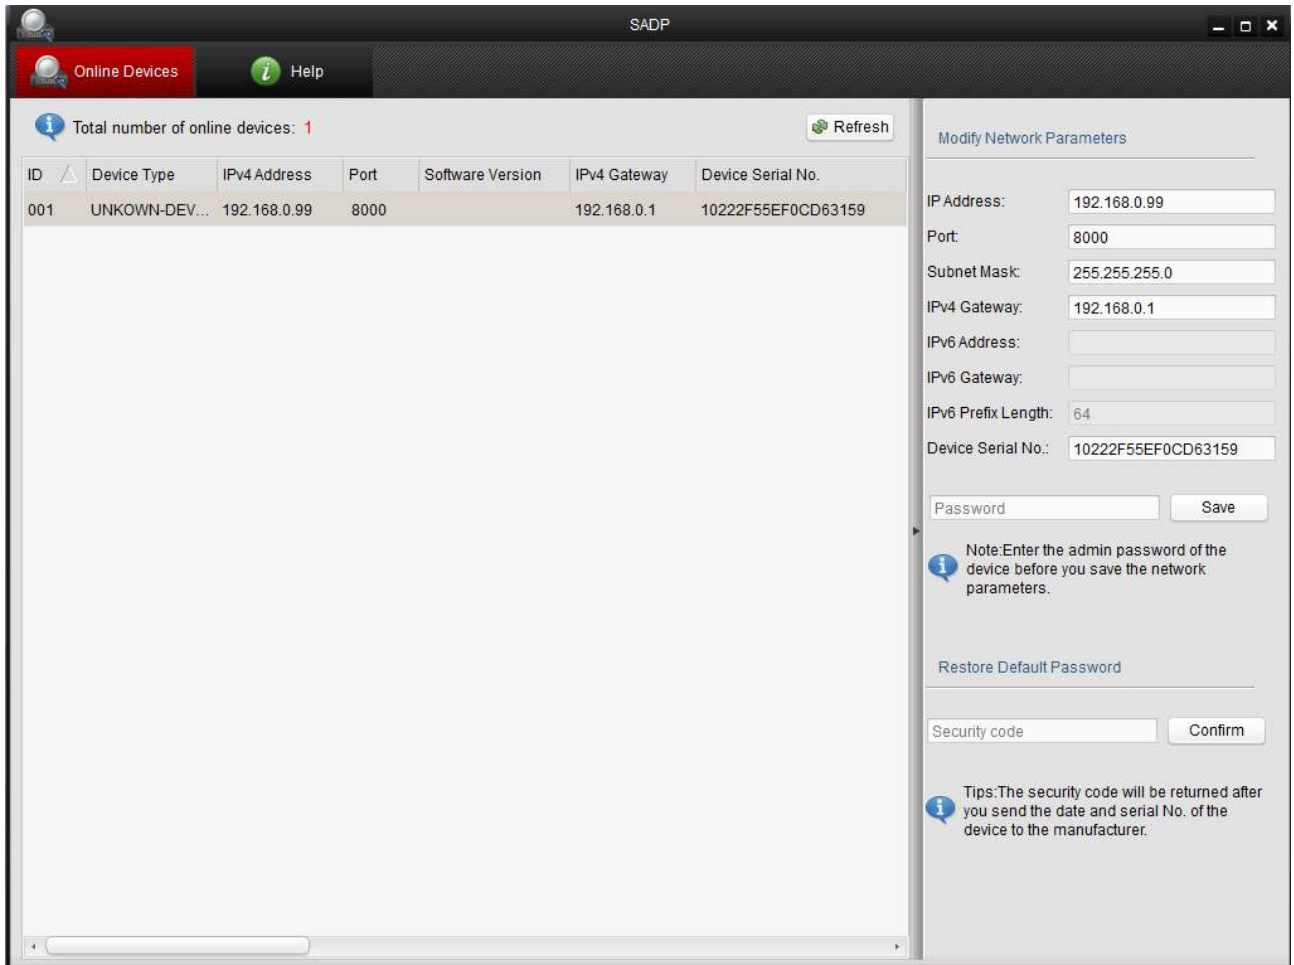 SADP
Online Devices
Help
Total number of online devices: 1
Refresh
ID Device Type IPv4 Address Port Software Version IPv4 Gateway Device Serial No.
001 UNKOWN-DEV... 192.168.0.99 8000 192.168.0.1 10222F55EF0CD63159
Modify Network Parameters
IP Address: 192.168.0.99
Port: 8000
Subnet Mask: 255.255.255.0
IPv4 Gateway: 192.168.0.1
IPv6 Address:
IPv6 Gateway:
IPv6 Prefix Length: 64
Device Serial No.: 10222F55EF0CD63159
Password Save
Note:Enter the admin password of the
device before you save the network
parameters.
Restore Default Password
Security code Confirm
Tips:The security code will be returned after
you send the date and serial No. of the
device to the manufacturer.